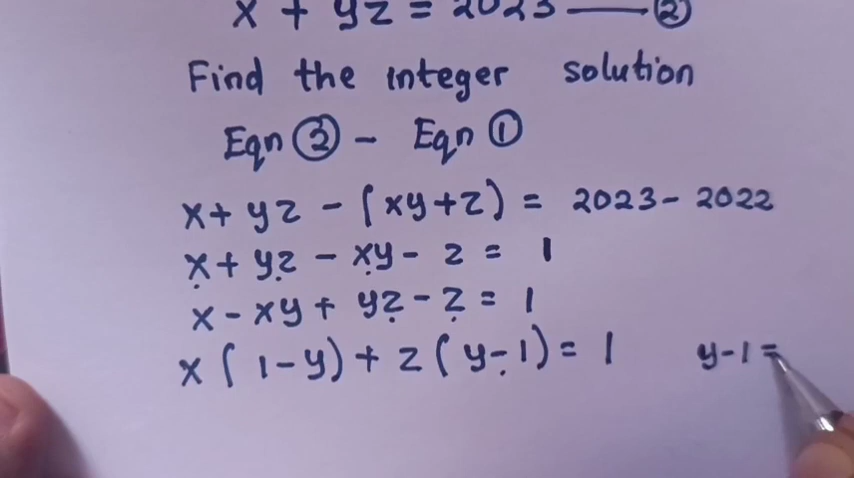 x + yz = 2023 —— ②
Find the integer solution
Eqn ② - Eqn ①
x + yz - (xy + z) = 2023 - 2022
x + yz - xy - z = 1
x - xy + yz - z = 1
x (1-y) + z (y-1) = 1 y-1 =